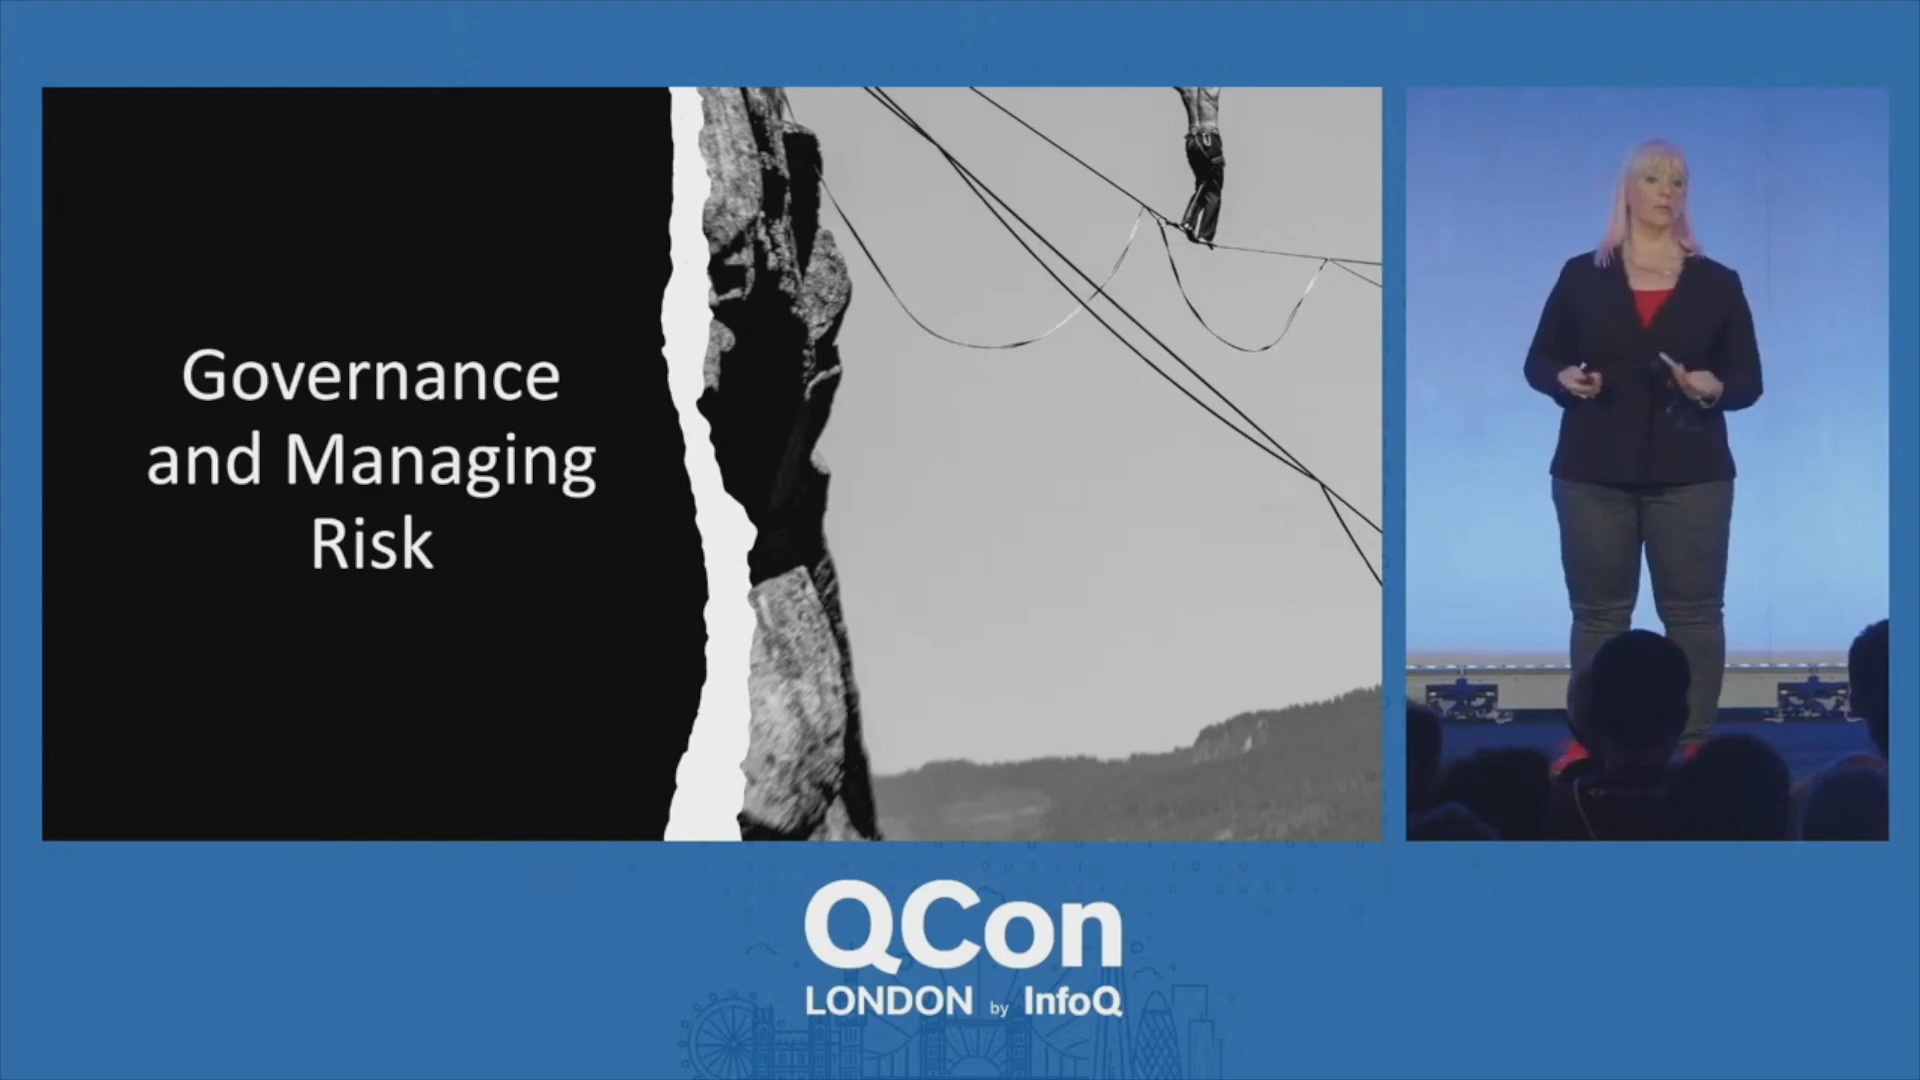 Governance
and Managing
Risk
QCon
LONDON by InfoQ